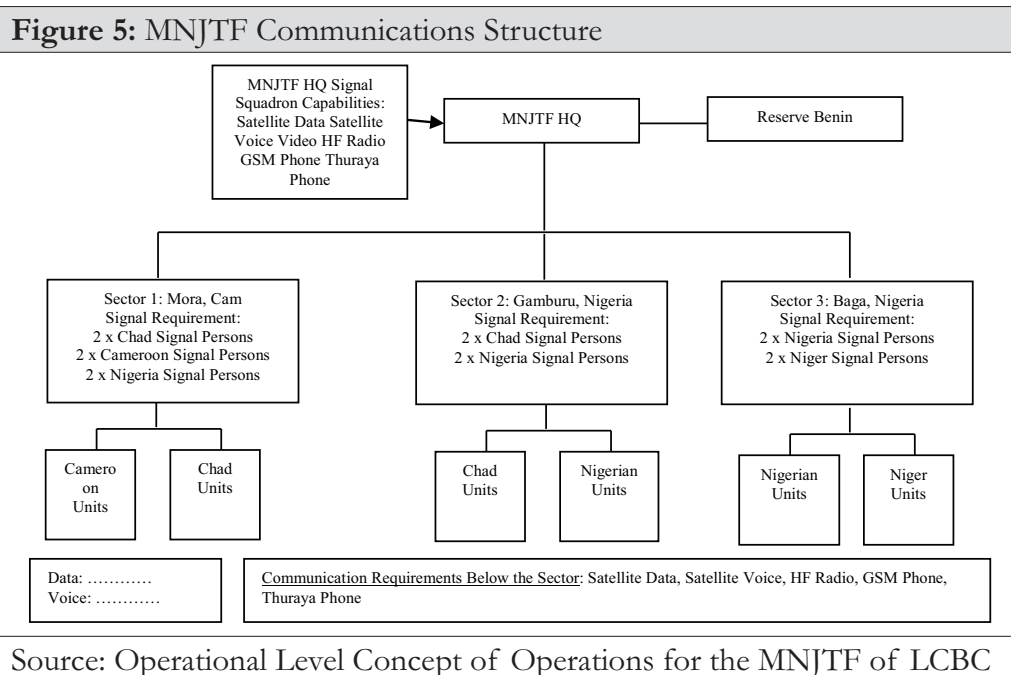 Figure 5: MNJTF Communications Structure
MNJTF HQ Signal
Squadron Capabilities:
Satellite Data Satellite
Voice Video HF Radio
GSM Phone Thuraya
Phone
MNJTF HQ
Reserve Benin
Sector 1: Mora, Cam
Signal Requirement:
2 x Chad Signal Persons
2 x Cameroon Signal Persons
2 x Nigeria Signal Persons
Sector 2: Gamburu, Nigeria
Signal Requirement:
2 x Chad Signal Persons
2 x Nigeria Signal Persons
Sector 3: Baga, Nigeria
Signal Requirement:
2 x Nigeria Signal Persons
2 x Niger Signal Persons
Camero
on
Units
Chad
Units
Chad
Units
Nigerian
Units
Nigerian
Units
Niger
Units
Data: …………
Voice: …………
Communication Requirements Below the Sector: Satellite Data, Satellite Voice, HF Radio, GSM Phone,
Thuraya Phone
Source: Operational Level Concept of Operations for the MNJTF of LCBC